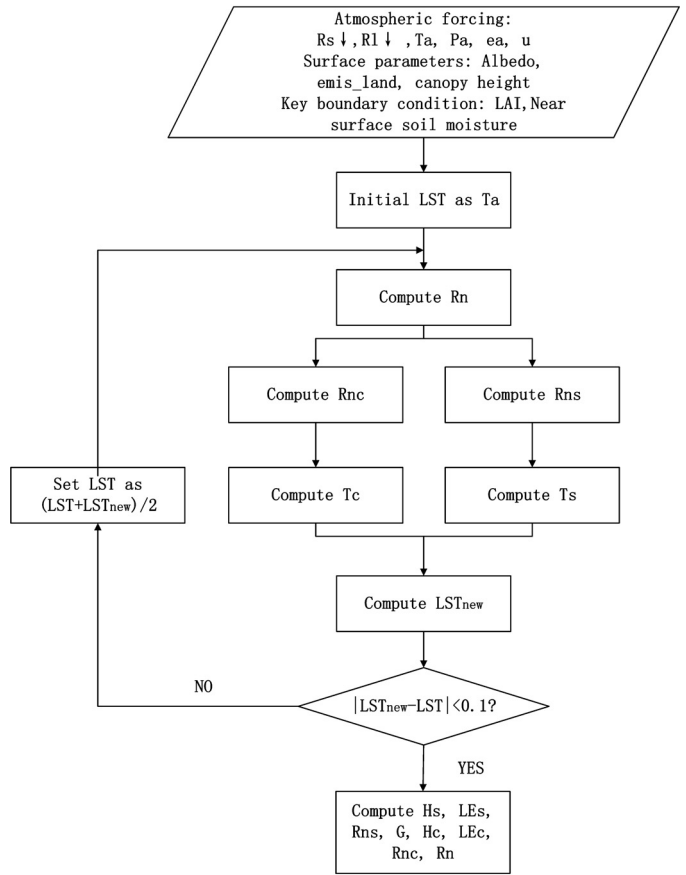 Atmospheric forcing:
Rs↓,Rl↓ ,Ta, Pa, ea, u
Surface parameters: Albedo,
emis_land, canopy height
Key boundary condition: LAI,Near
surface soil moisture
Initial LST as Ta
Compute Rn
Compute Rnc
Compute Rns
Set LST as
(LST+LSTnew)/2
Compute Tc
Compute Ts
Compute LSTnew
NO
|LSTnew-LST|<0.1?
YES
Compute Hs, LEs,
Rns, G, Hc, LEc,
Rnc, Rn